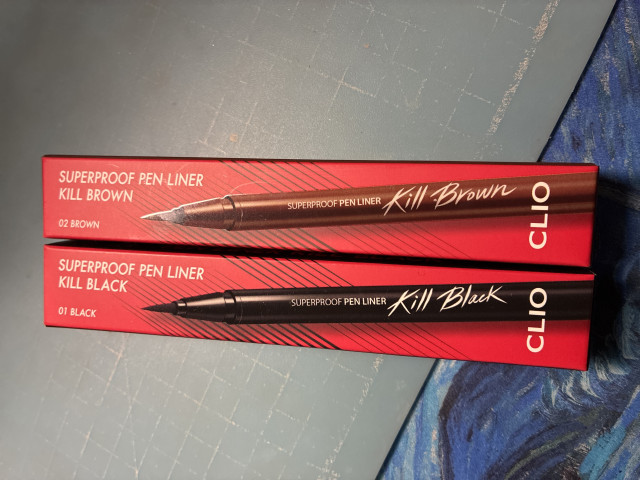 SUPERPROOF PEN LINER
KILL BROWN
02 BROWN
SUPERPROOF PEN LINER Kill Brown
CLIO
SUPERPROOF PEN LINER
KILL BLACK
01 BLACK
SUPERPROOF PEN LINER Kill Black
CLIO